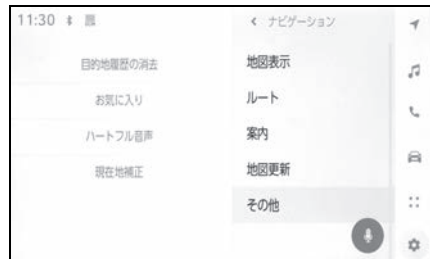 11:30
ナビゲーション
目的地履歴の消去
お気に入り
ハートフル音声
現在地補正
地図表示
ルート
案内
地図更新
その他